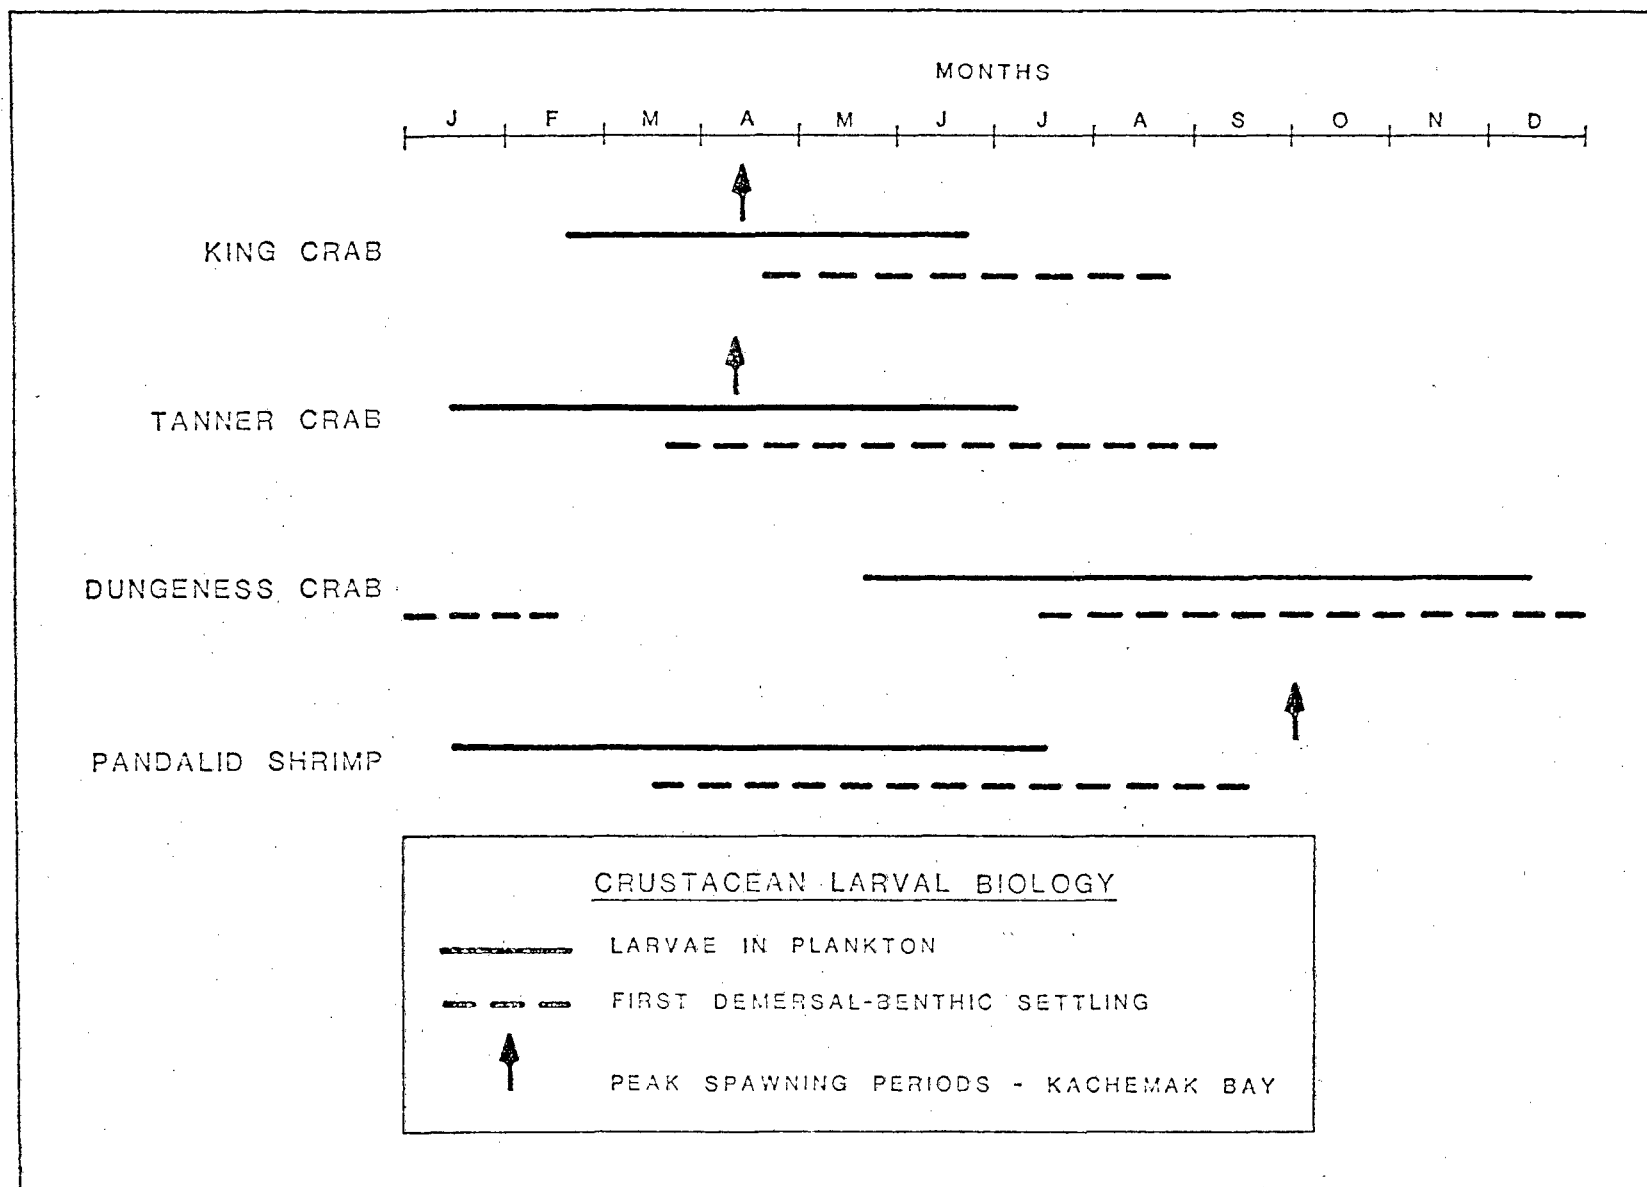 MONTHS
J F M A M J J A S O N D
KING CRAB
TANNER CRAB
DUNGENESS CRAB
PANDALID SHRIMP
CRUSTACEAN LARVAL BIOLOGY
LARVAE IN PLANKTON
FIRST DEMERSAL-BENTHIC SETTLING
PEAK SPAWNING PERIODS - KACHEMAK BAY